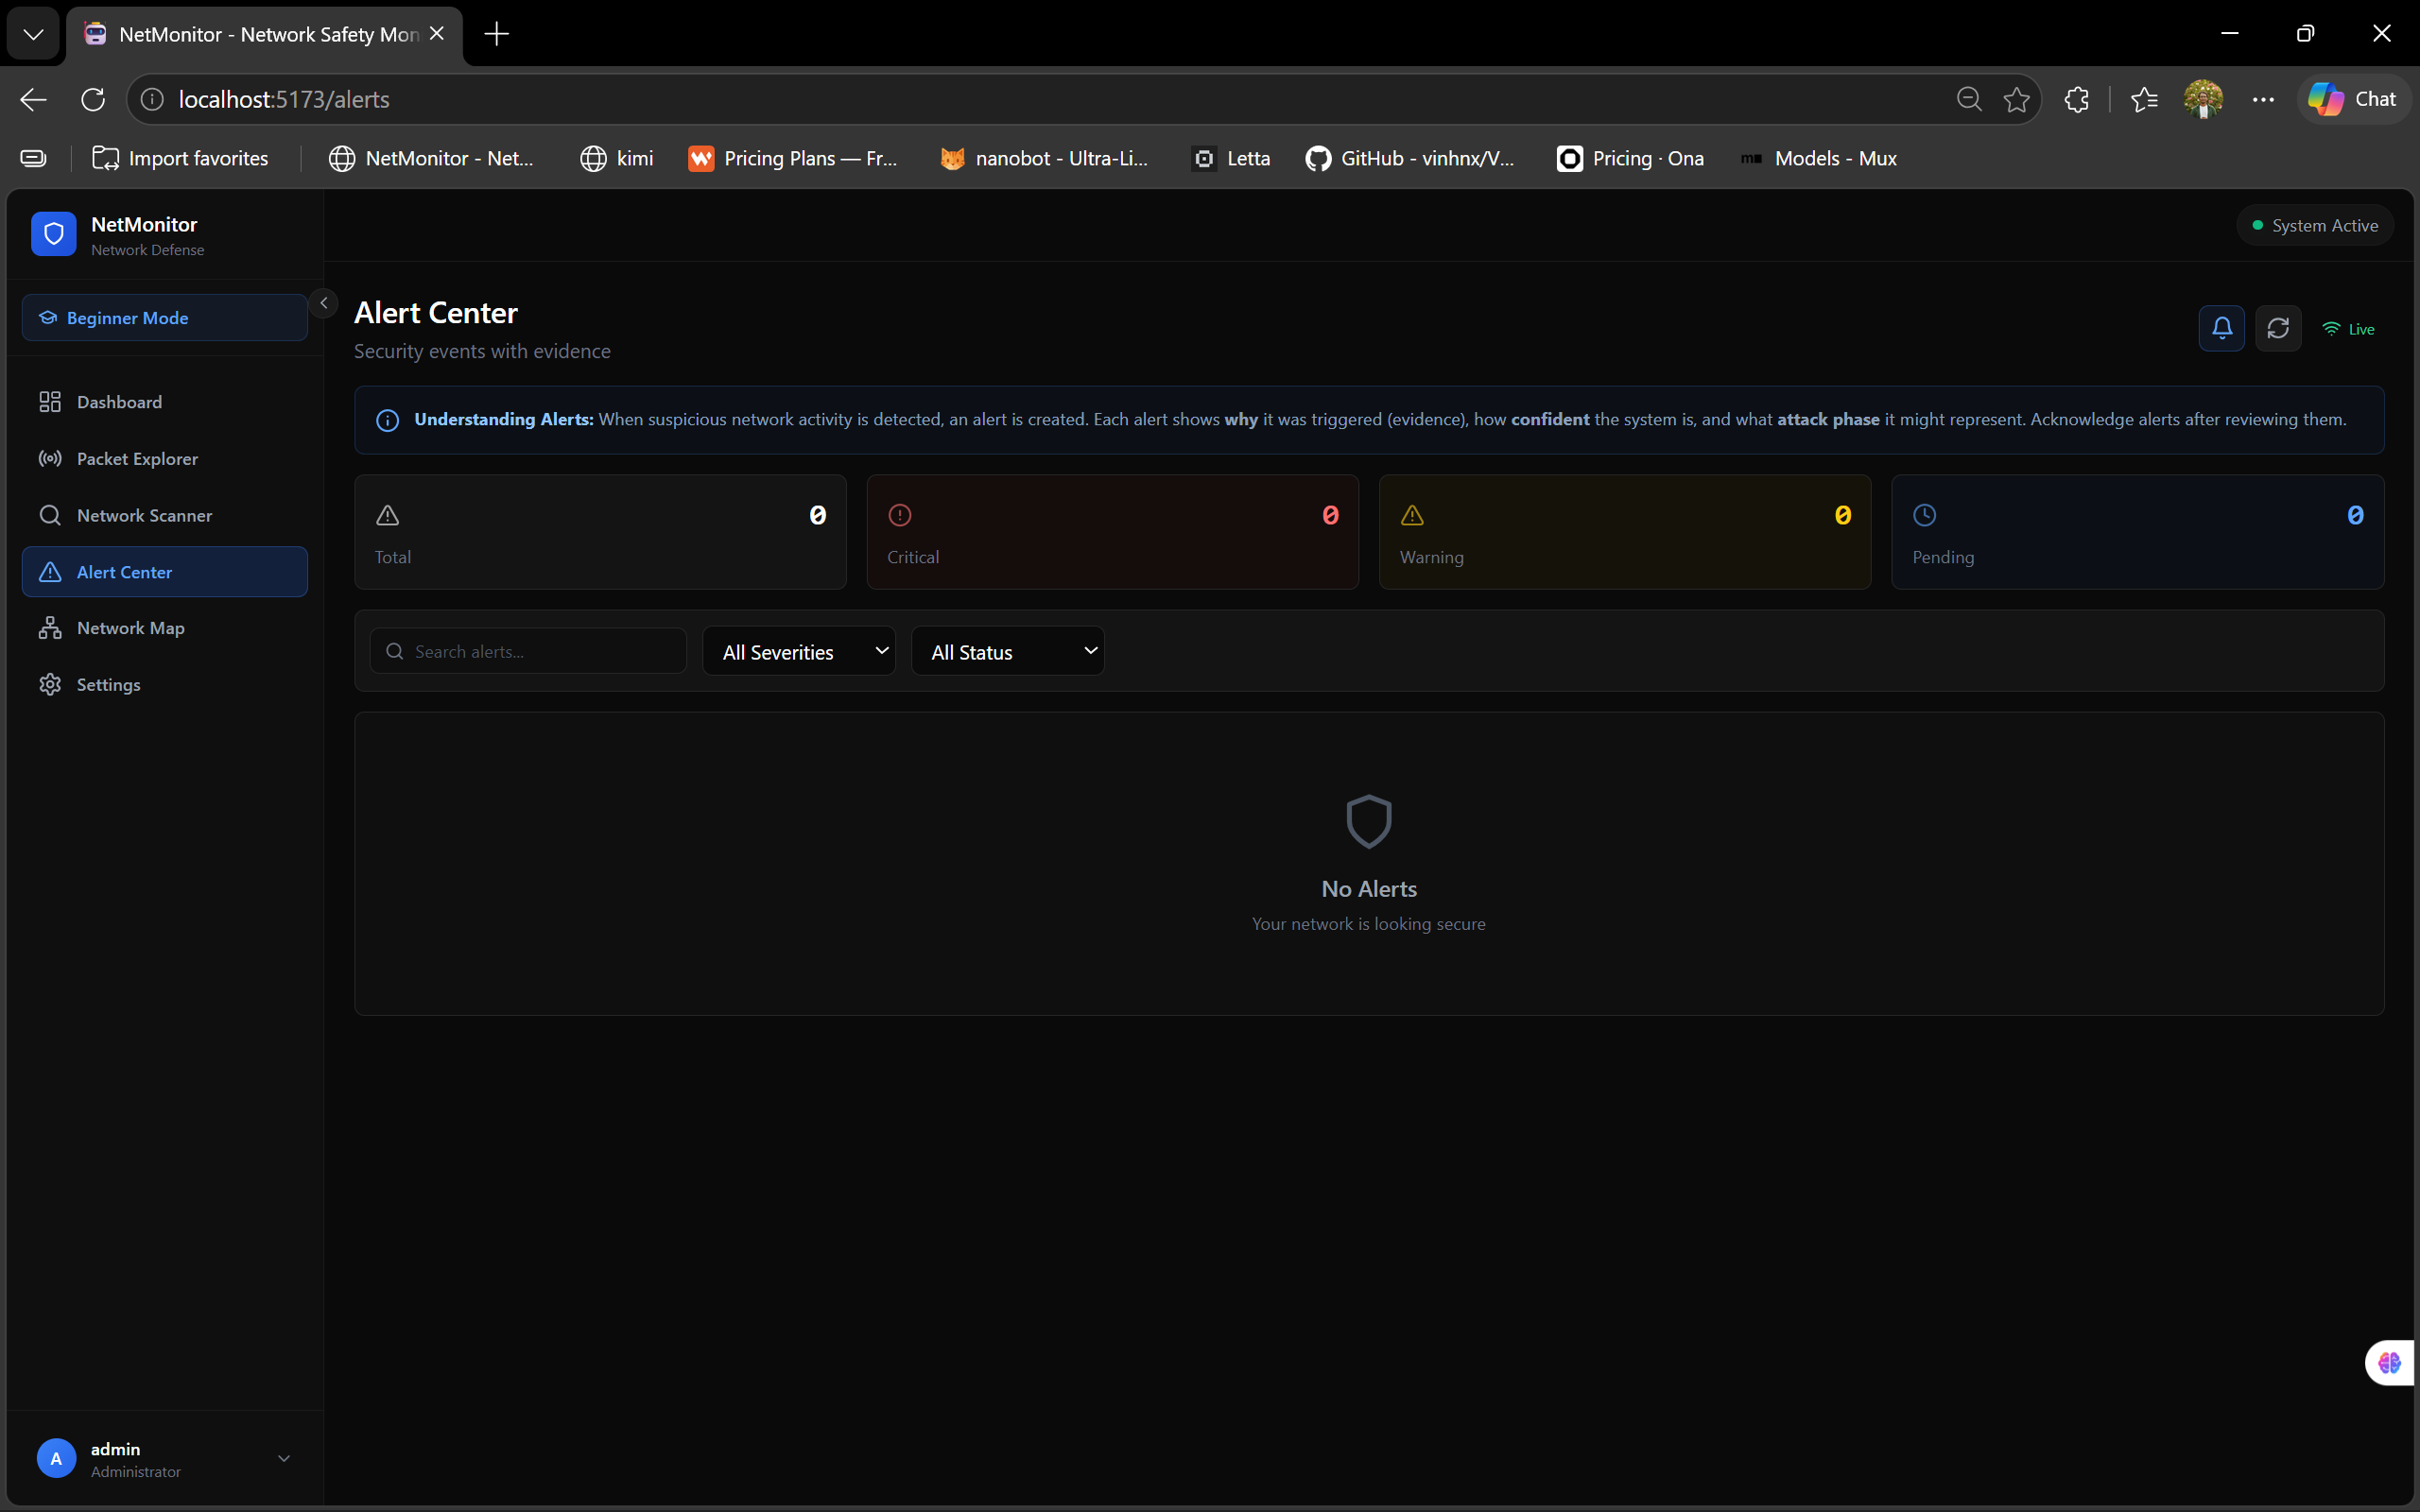 NetMonitor - Network Safety Mon
localhost:5173/alerts
Chat
Import favorites
NetMonitor - Net...
kimi
Pricing Plans — Fr...
nanobot - Ultra-Li...
Letta
GitHub - vinhnx/V...
Pricing · Ona
Models - Mux
NetMonitor
Network Defense
System Active
Beginner Mode
Dashboard
Packet Explorer
Network Scanner
Alert Center
Network Map
Settings
Alert Center
Security events with evidence
Live
Understanding Alerts: When suspicious network activity is detected, an alert is created. Each alert shows why it was triggered (evidence), how confident the system is, and what attack phase it might represent. Acknowledge alerts after reviewing them.
0
Total
0
Critical
0
Warning
0
Pending
Search alerts...
All Severities
All Status
No Alerts
Your network is looking secure
A
admin
Administrator